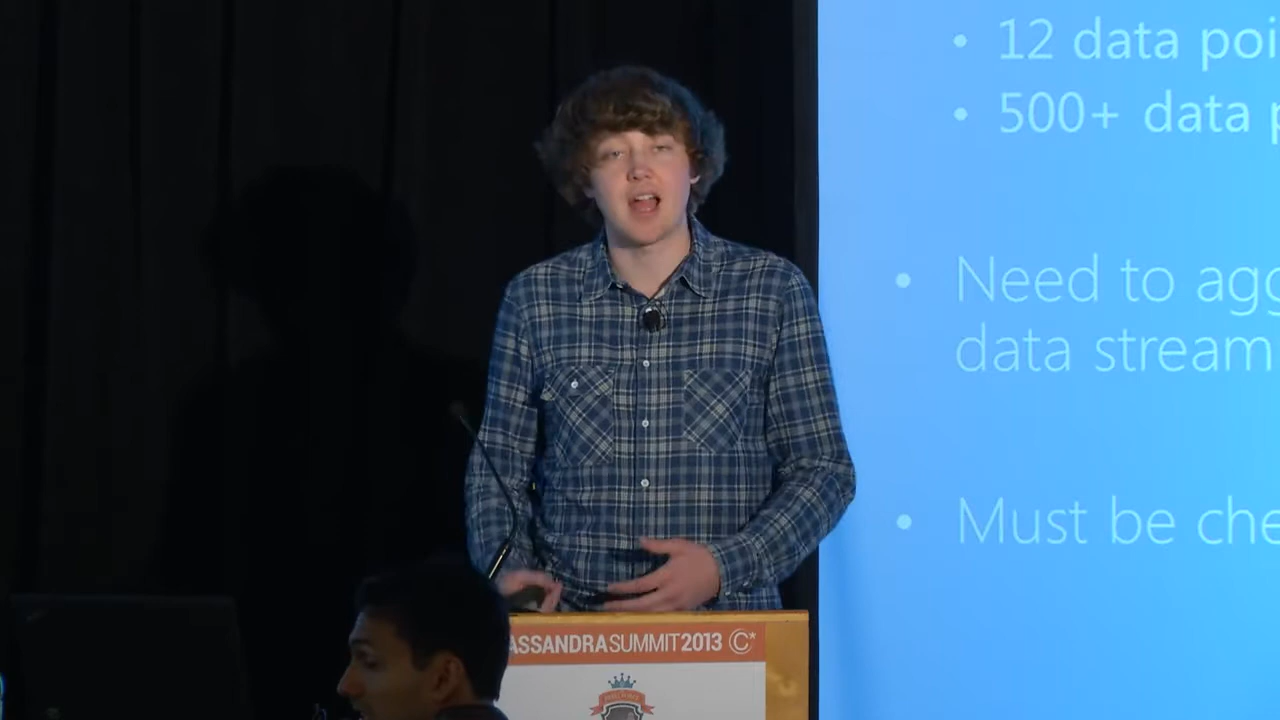 • 12 data poi
• 500+ data p
• Need to agg
data stream
• Must be che
ASSANDRASUMMIT2013 C*